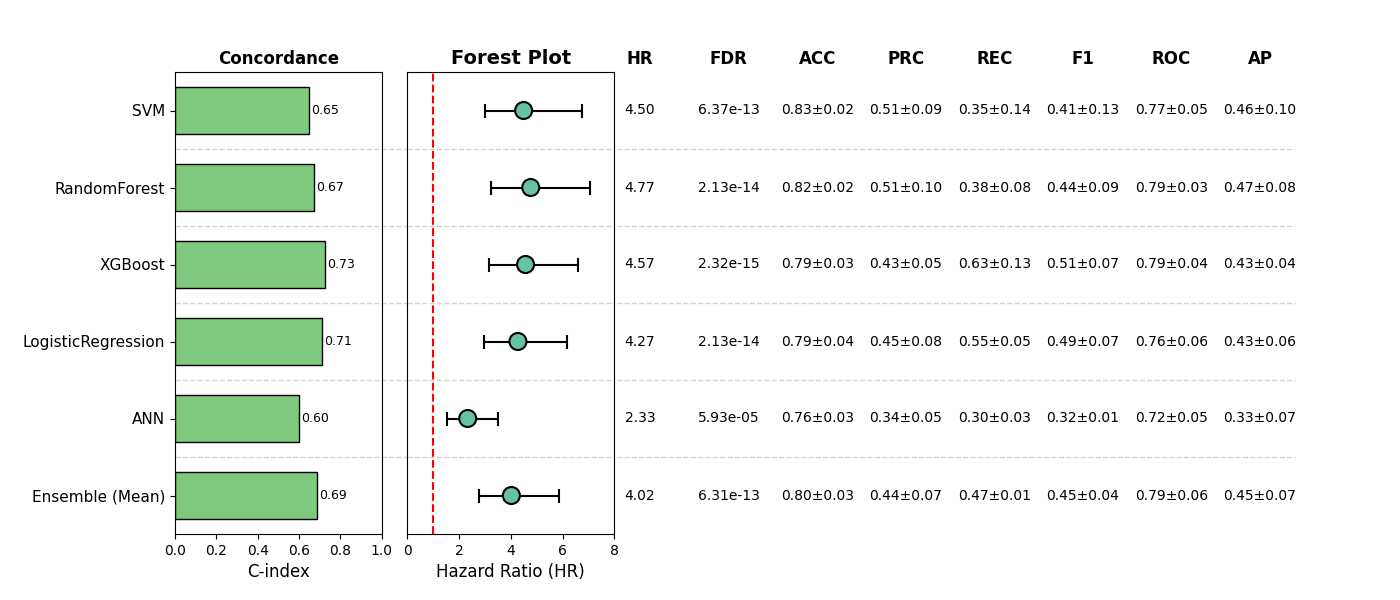 Concordance Forest Plot HR FDR ACC PRC REC F1 ROC AP
SVM 0.65 4.50 6.37e-13 0.83±0.02 0.51±0.09 0.35±0.14 0.41±0.13 0.77±0.05 0.46±0.10
RandomForest 0.67 4.77 2.13e-14 0.82±0.02 0.51±0.10 0.38±0.08 0.44±0.09 0.79±0.03 0.47±0.08
XGBoost 0.73 4.57 2.32e-15 0.79±0.03 0.43±0.05 0.63±0.13 0.51±0.07 0.79±0.04 0.43±0.04
LogisticRegression 0.71 4.27 2.13e-14 0.79±0.04 0.45±0.08 0.55±0.05 0.49±0.07 0.76±0.06 0.43±0.06
ANN 0.60 2.33 5.93e-05 0.76±0.03 0.34±0.05 0.30±0.03 0.32±0.01 0.72±0.05 0.33±0.07
Ensemble (Mean) 0.69 4.02 6.31e-13 0.80±0.03 0.44±0.07 0.47±0.01 0.45±0.04 0.79±0.06 0.45±0.07
0.0 0.2 0.4 0.6 0.8 1.0 0 2 4 6 8
C-index Hazard Ratio (HR)